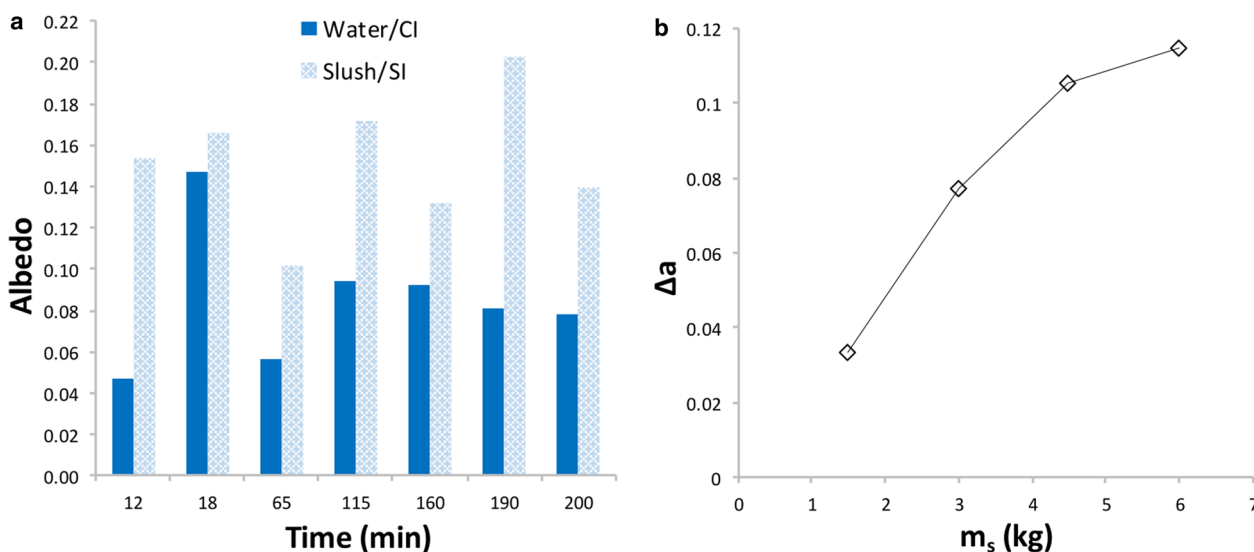 a
Water/CI
Slush/SI
0.22
0.20
0.18
0.16
0.14
0.12
0.10
0.08
0.06
0.04
0.02
0.00
Albedo
12 18 65 115 160 190 200
Time (min)
b
0.12
0.1
0.08
0.06
0.04
0.02
0
Δa
0 1 2 3 4 5 6 7
mₛ (kg)